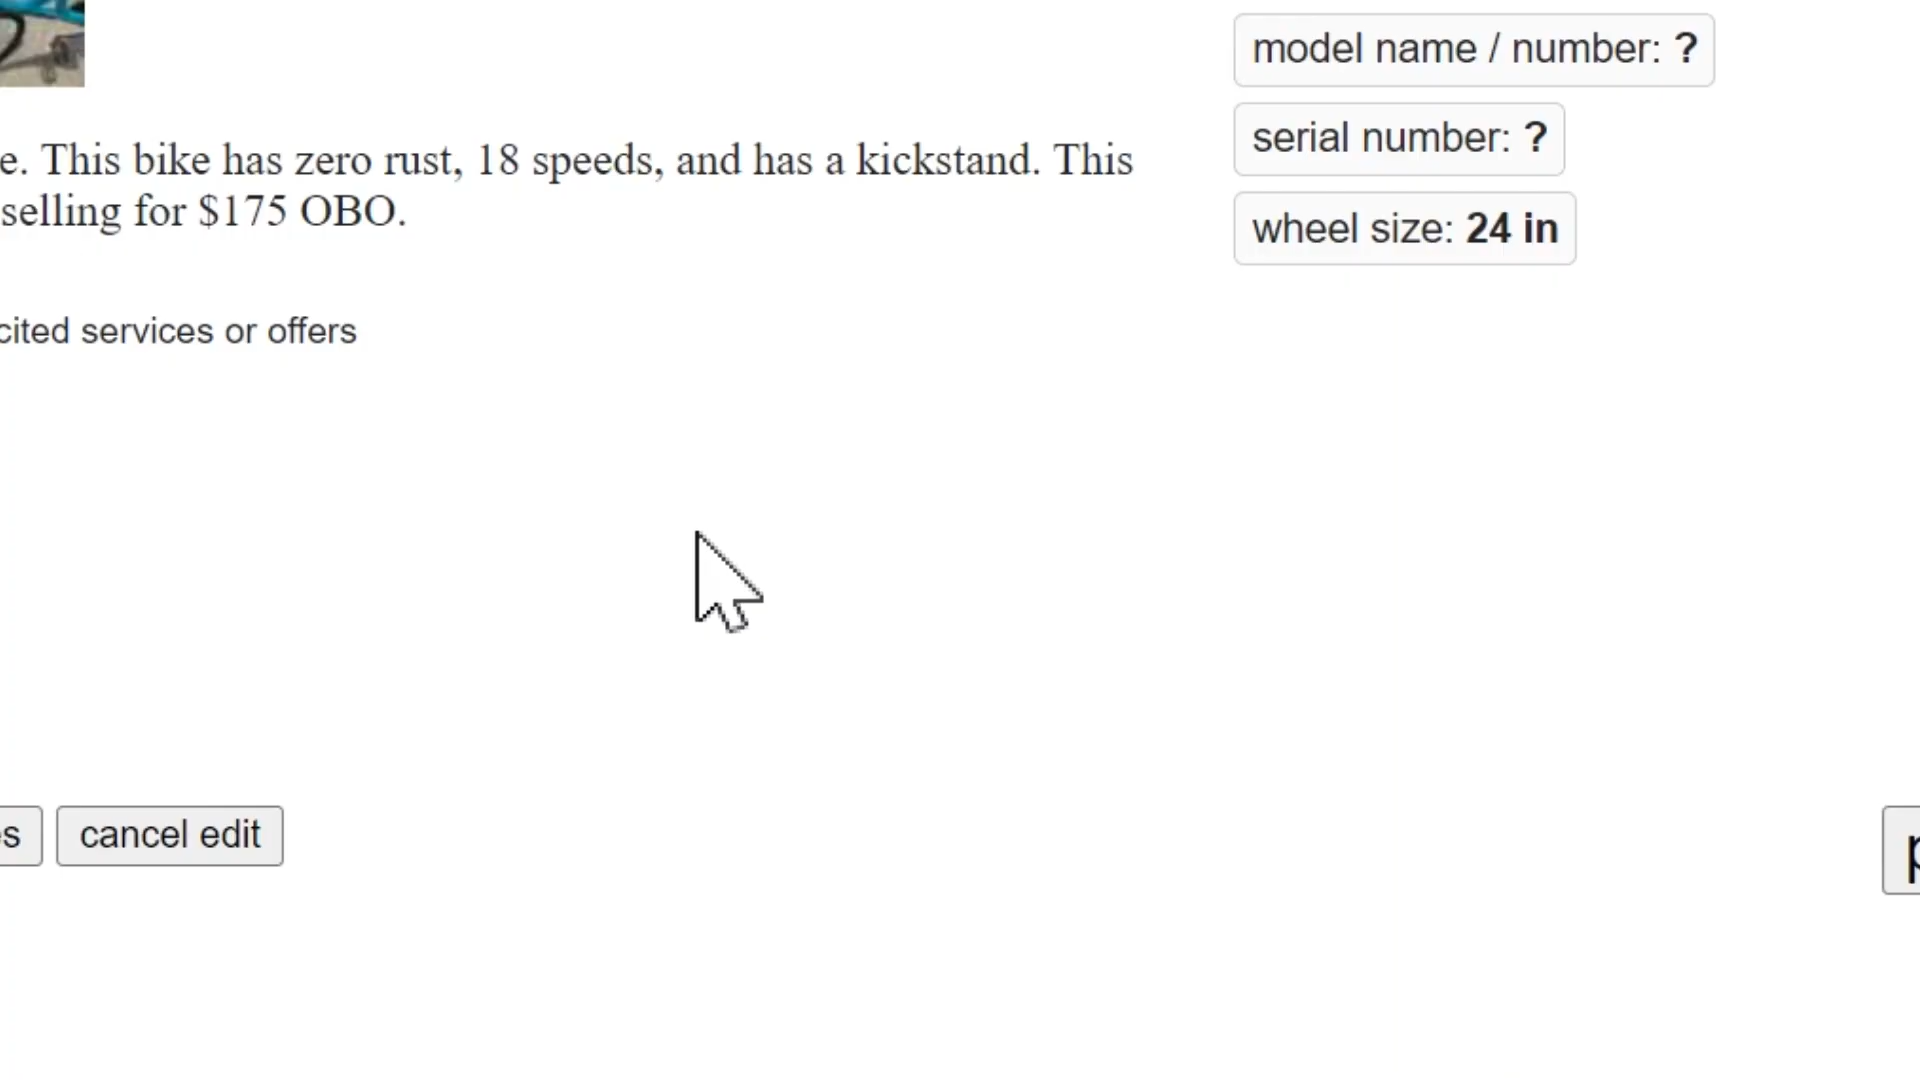 model name / number: ?
serial number: ?
wheel size: 24 in
e. This bike has zero rust, 18 speeds, and has a kickstand. This
selling for $175 OBO.
cited services or offers
s
cancel edit
p